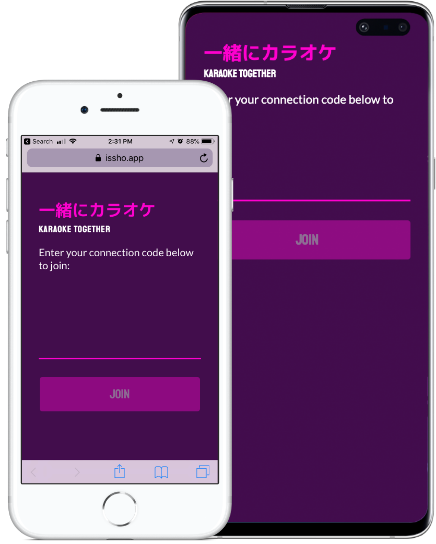 一緒にカラオケ
KARAOKE TOGETHER
r your connection code below to
JOIN
Search 2:31 PM 88%
issho.app
一緒にカラオケ
KARAOKE TOGETHER
Enter your connection code below
to join:
JOIN